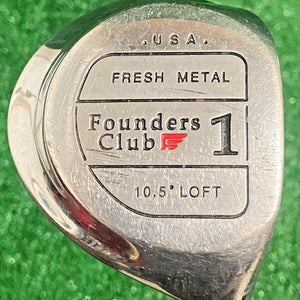 .USA.
FRESH METAL
Founders
Club
1
10.5° LOFT